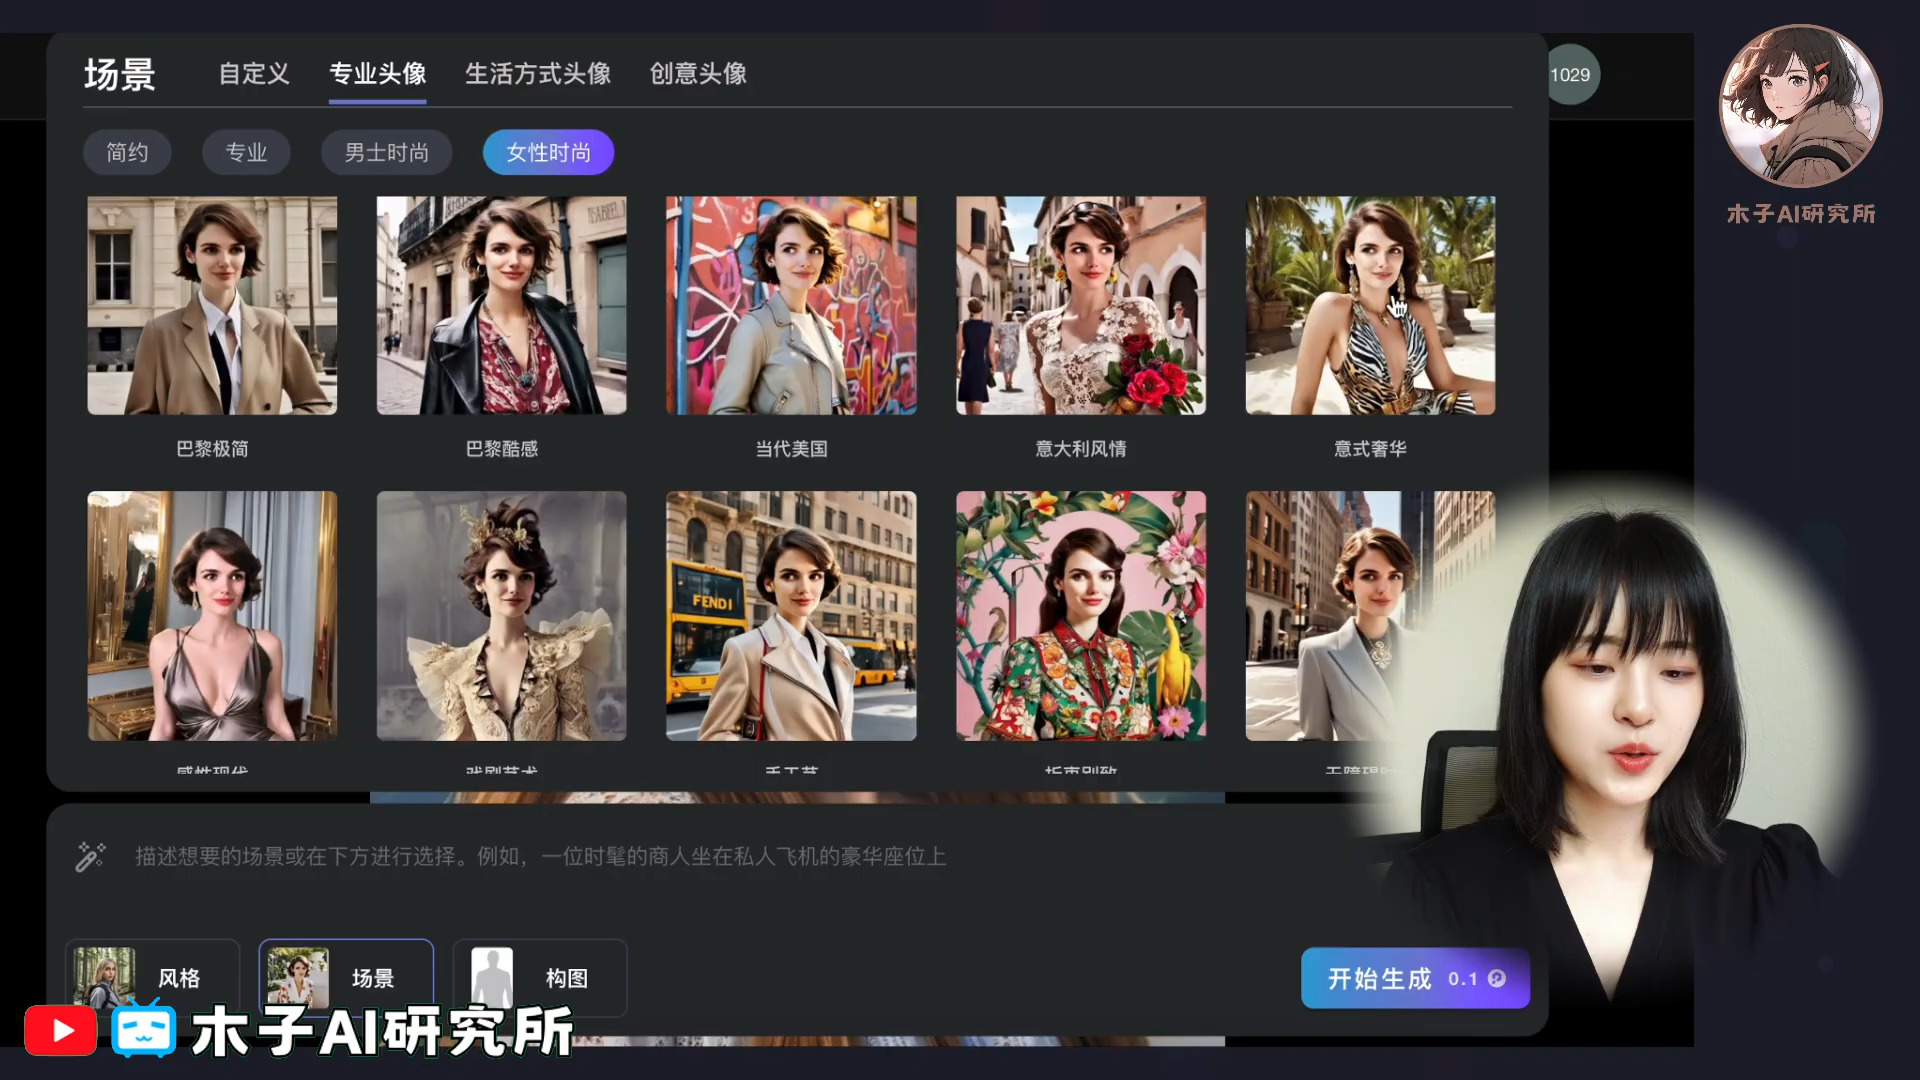 场景
自定义
专业头像
生活方式头像
创意头像
1029
简约
专业
男士时尚
女性时尚
木子AI研究所
巴黎极简
巴黎酷感
当代美国
意大利风情
意式奢华
FENDI
描述想要的场景或在下方进行选择。例如，一位时髦的商人坐在私人飞机的豪华座位上
风格
场景
构图
开始生成 0.1
木子AI研究所